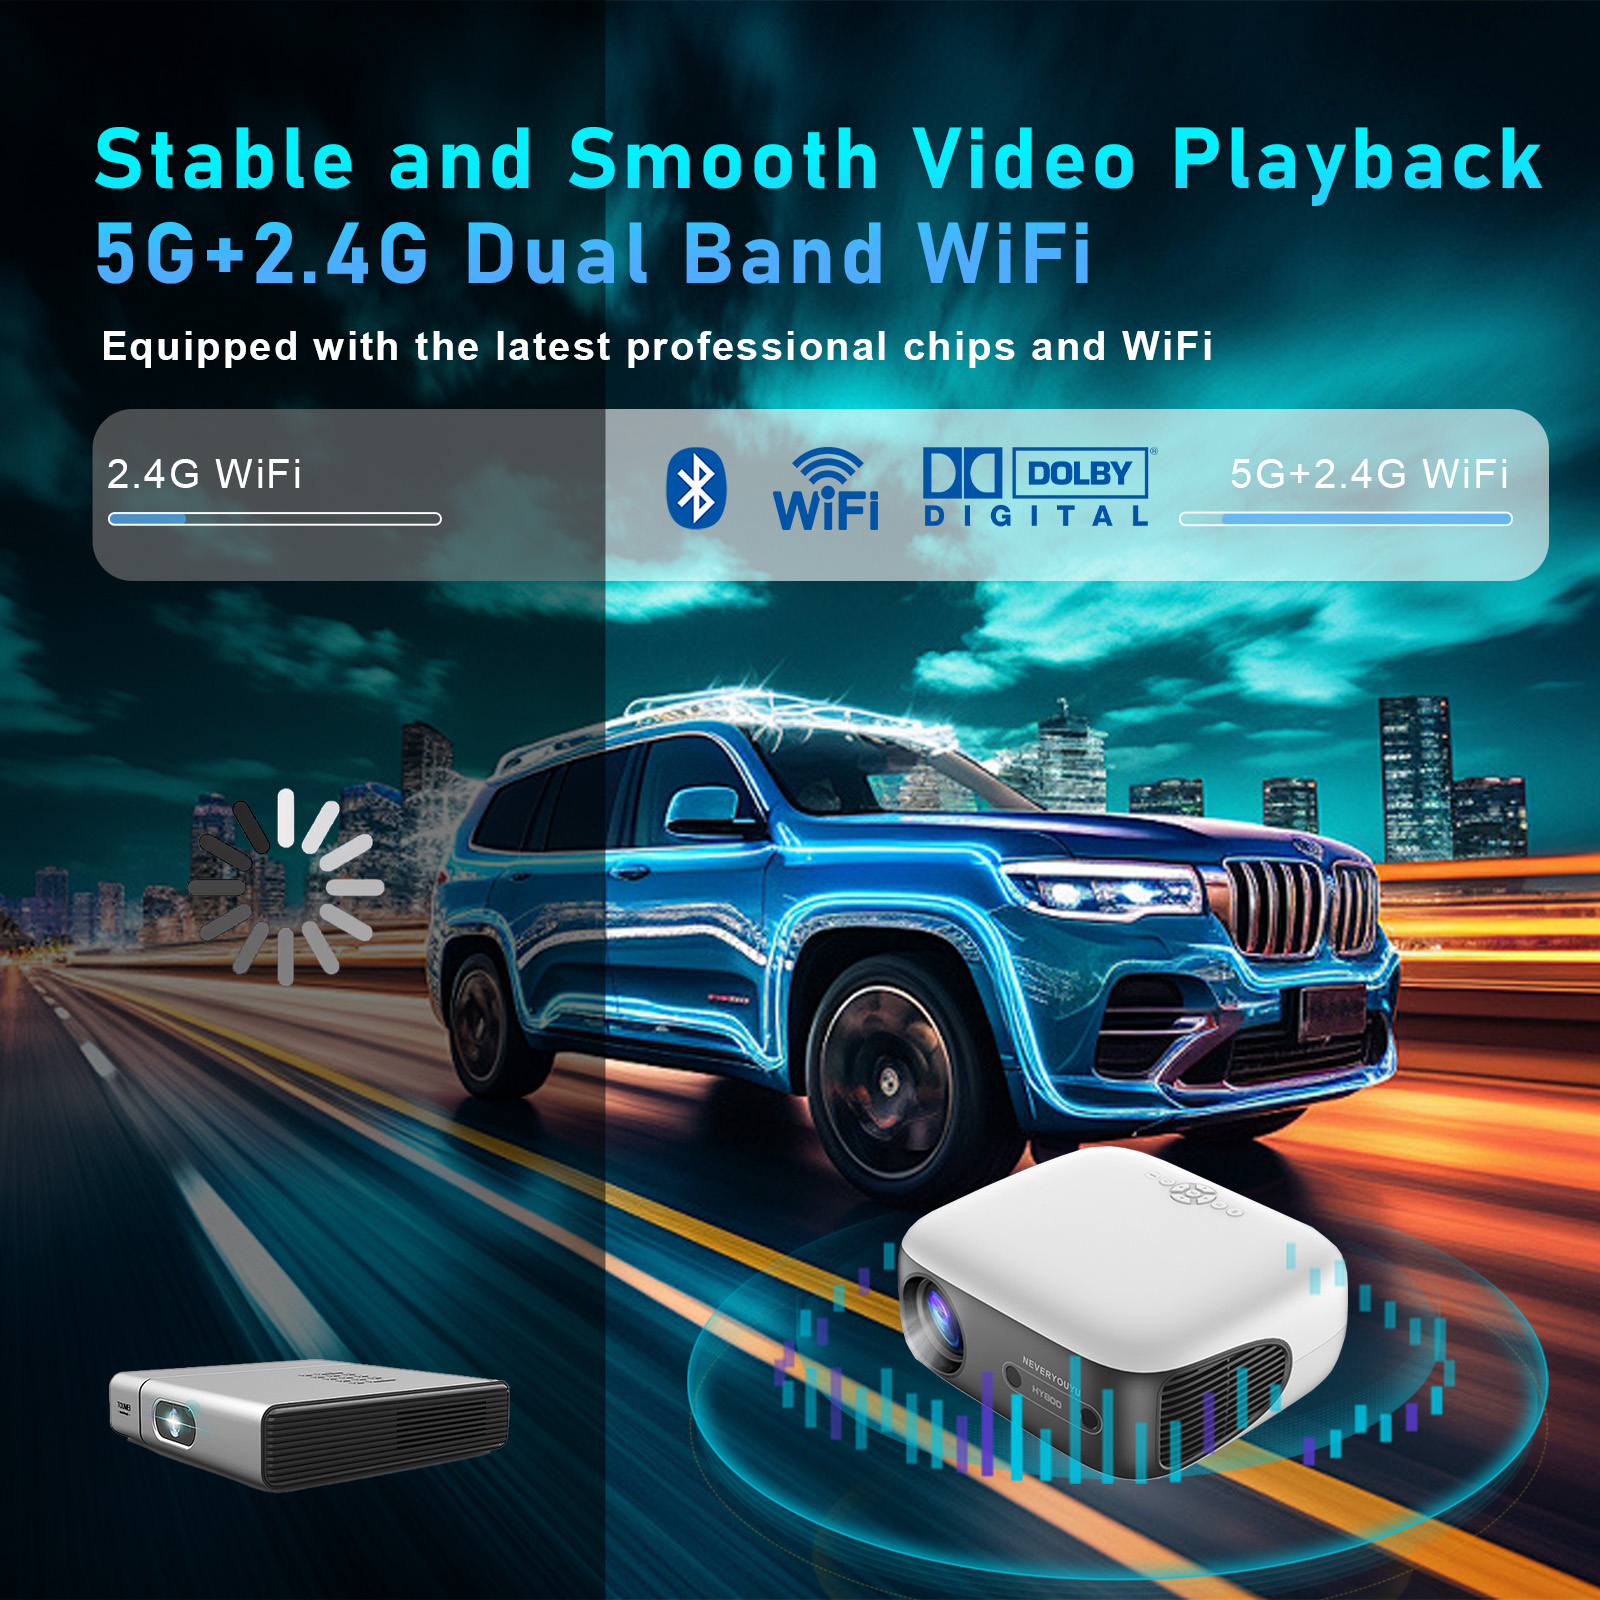 Stable and Smooth Video Playback
5G+2.4G Dual Band WiFi
Equipped with the latest professional chips and WiFi
2.4G WiFi
WiFi
DOLBY®
DIGITAL
5G+2.4G WiFi
NEVERYOUYU
HY800
TOUMEI